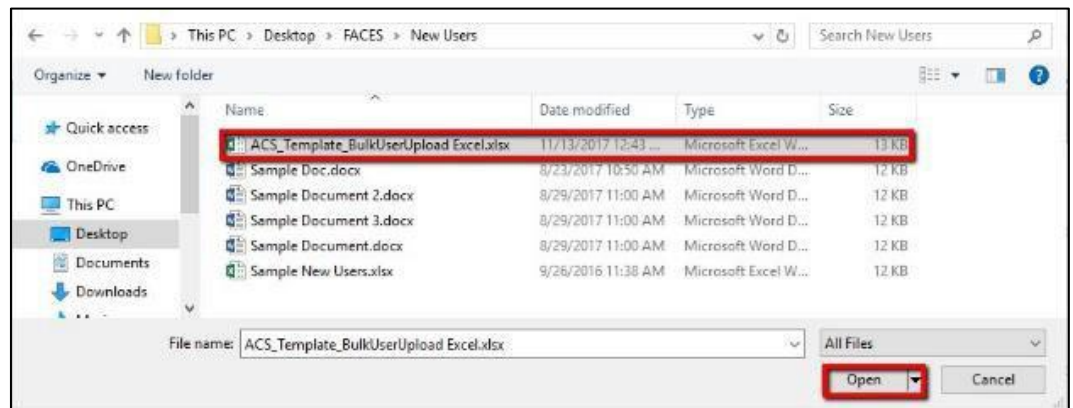 This PC > Desktop > FACES > New Users Search New Users
Organize New folder
Name Date modified Type Size
Quick access
ACS_Template_BulkUserUpload Excel.xlsx 11/13/2017 12:43 ... Microsoft Excel W... 13 KB
OneDrive
Sample Doc.docx 8/23/2017 10:50 AM Microsoft Word D... 12 KB
This PC
Sample Document 2.docx 8/29/2017 11:00 AM Microsoft Word D... 12 KB
Sample Document 3.docx 8/29/2017 11:00 AM Microsoft Word D... 12 KB
Desktop
Sample Document.docx 8/29/2017 11:00 AM Microsoft Word D... 12 KB
Documents
Sample New Users.xlsx 9/26/2016 11:38 AM Microsoft Excel W... 12 KB
Downloads
File name: ACS_Template_BulkUserUpload Excel.xlsx All Files
Open Cancel